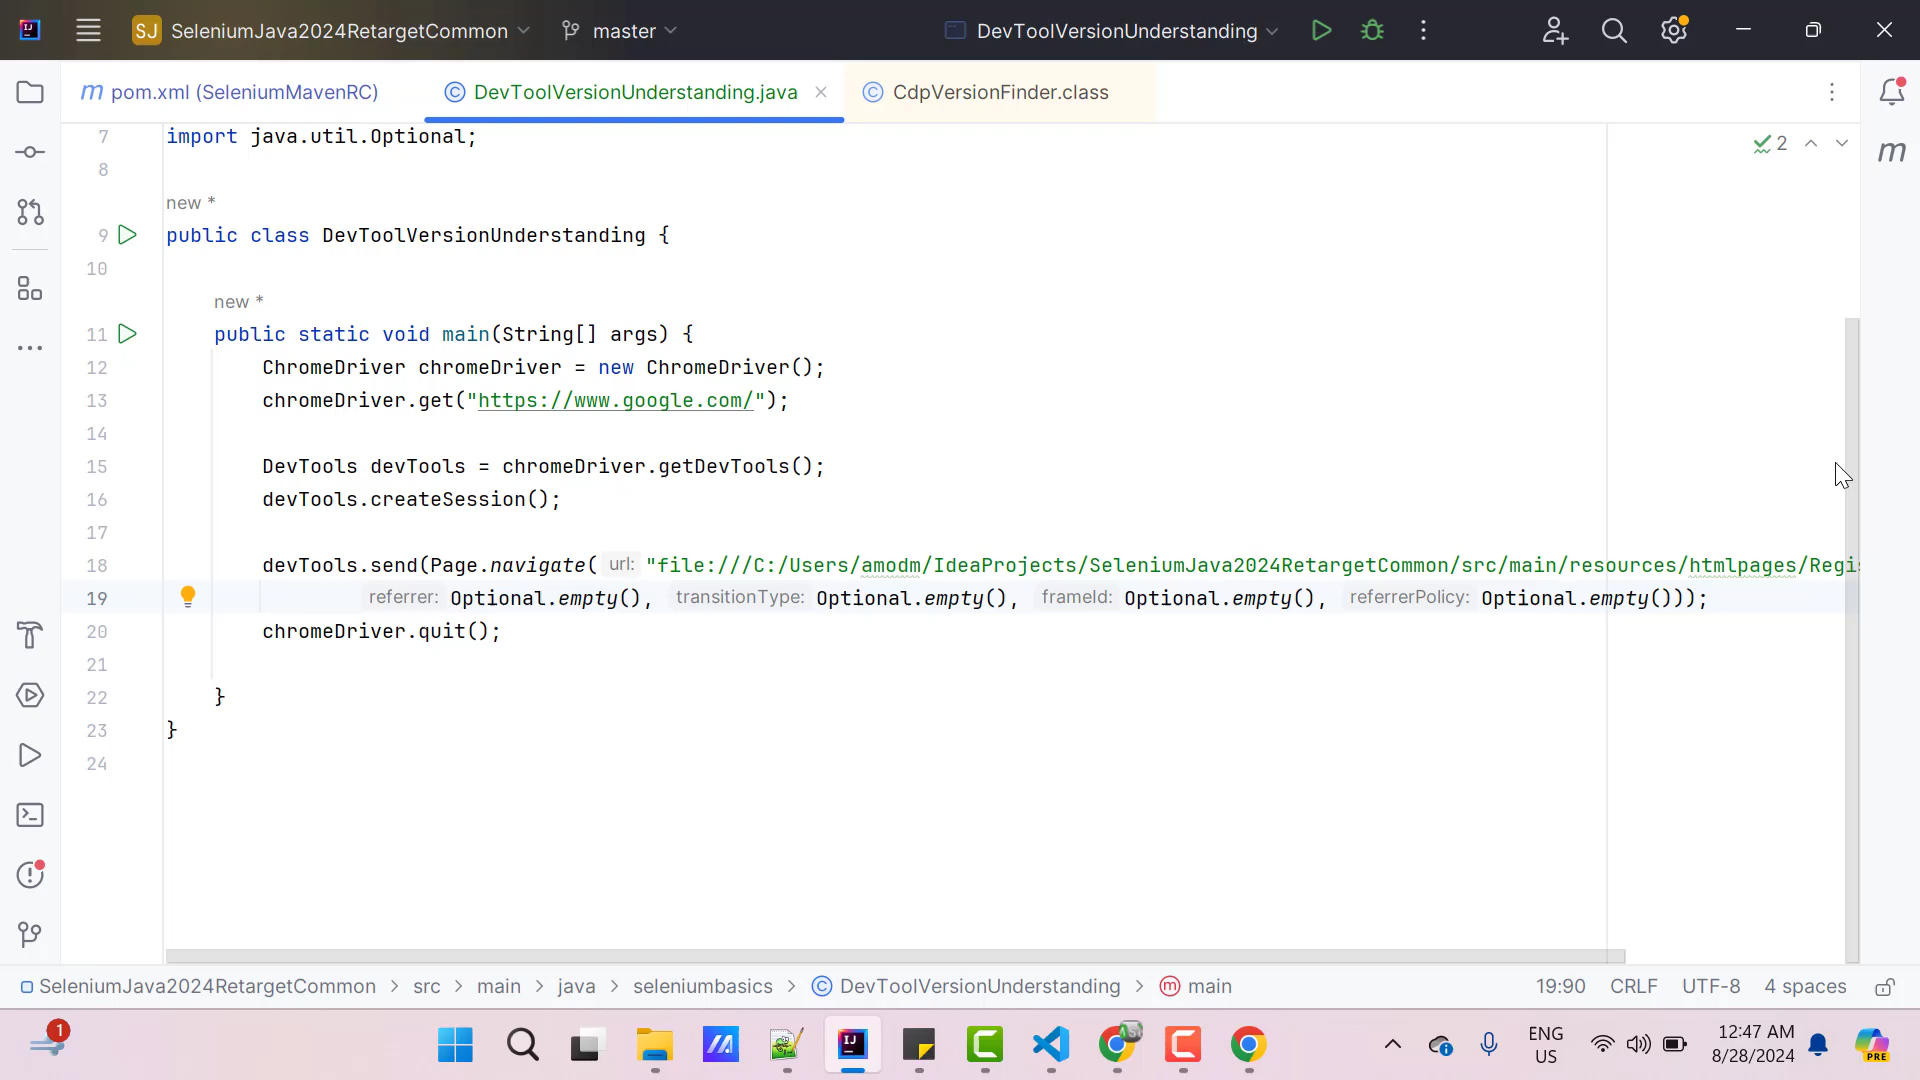 SJ SeleniumJava2024RetargetCommon master DevToolVersionUnderstanding
m pom.xml (SeleniumMavenRC) DevToolVersionUnderstanding.java CdpVersionFinder.class
7 import java.util.Optional;
2
8
new *
9 public class DevToolVersionUnderstanding {
10
new *
11 public static void main(String[] args) {
12 ChromeDriver chromeDriver = new ChromeDriver();
13 chromeDriver.get("https://www.google.com/");
14
15 DevTools devTools = chromeDriver.getDevTools();
16 devTools.createSession();
17
18 devTools.send(Page.navigate( url: "file:///C:/Users/amodm/IdeaProjects/SeleniumJava2024RetargetCommon/src/main/resources/htmlpages/Regis
19 referrer: Optional.empty(), transitionType: Optional.empty(), frameId: Optional.empty(), referrerPolicy: Optional.empty()));
20 chromeDriver.quit();
21
22 }
23 }
24
SeleniumJava2024RetargetCommon > src > main > java > seleniumbasics > DevToolVersionUnderstanding > main 19:90 CRLF UTF-8 4 spaces
1
ENG
US
12:47 AM
8/28/2024
PRE